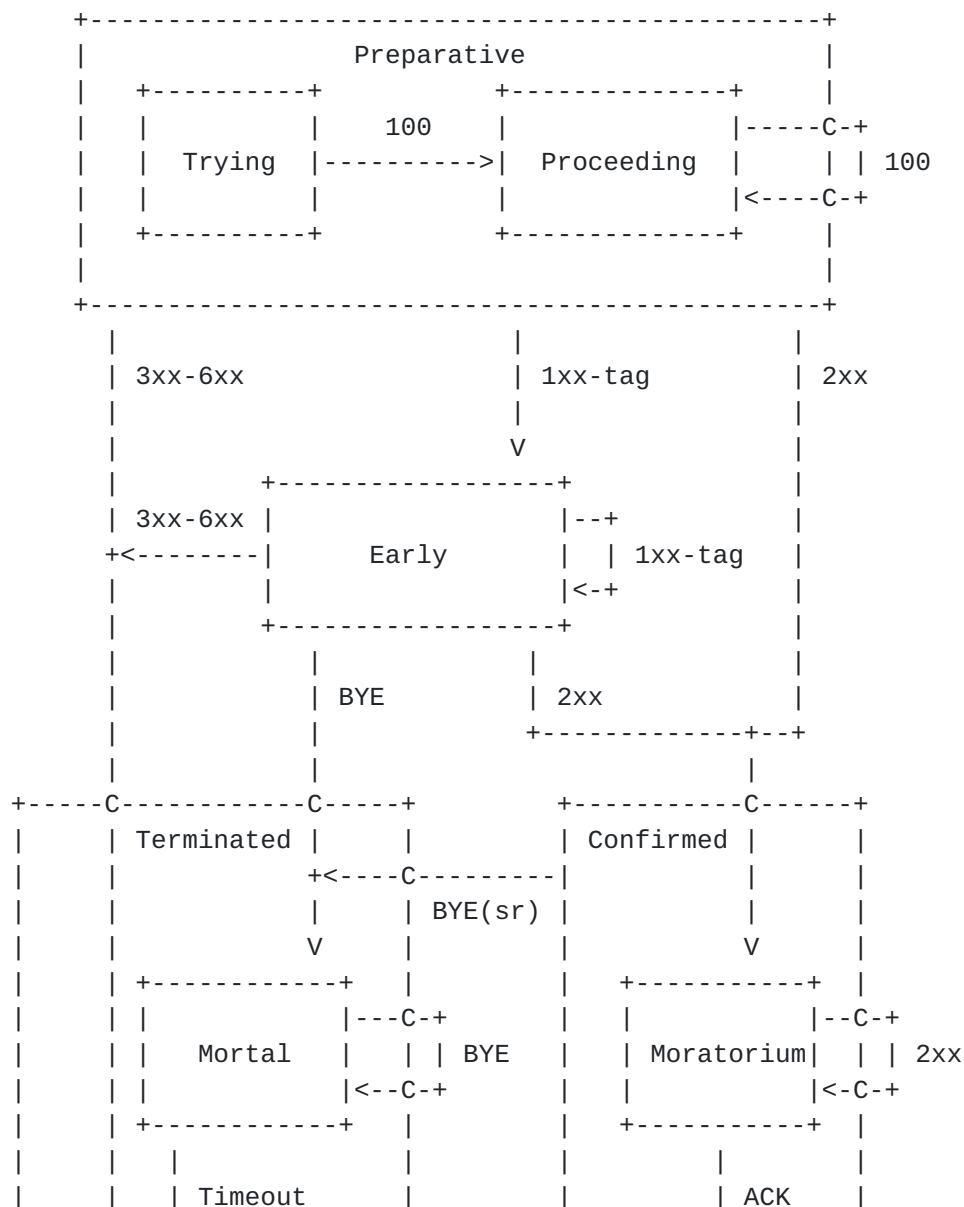 Preparative
100
Trying Proceeding 100
3xx-6xx 1xx-tag 2xx
3xx-6xx
Early 1xx-tag
BYE 2xx
C C C
Terminated Confirmed
C
BYE(sr)
V V
C C
Mortal BYE Moratorium 2xx
C C
Timeout ACK